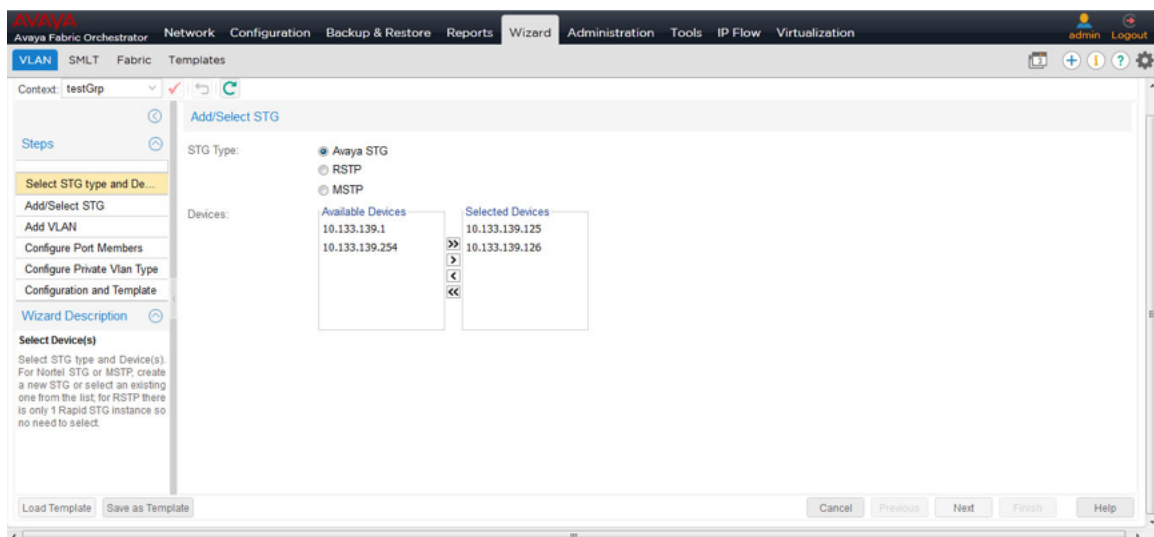 AVAYA
Avaya Fabric Orchestrator
Network Configuration Backup & Restore Reports Wizard Administration Tools IP Flow Virtualization
admin Logout
VLAN SMLT Fabric Templates
Context: testGrp
Add/Select STG
Steps
Select STG type and De...
Add/Select STG
Add VLAN
Configure Port Members
Configure Private Vlan Type
Configuration and Template
Wizard Description
Select Device(s)
Select STG type and Device(s).
For Nortel STG or MSTP, create
a new STG or select an existing
one from the list; for RSTP there
is only 1 Rapid STG instance so
no need to select.
STG Type:
Avaya STG
RSTP
MSTP
Devices:
Available Devices
10.133.139.1
10.133.139.254
Selected Devices
10.133.139.125
10.133.139.126
Load Template Save as Template
Cancel Previous Next Finish Help